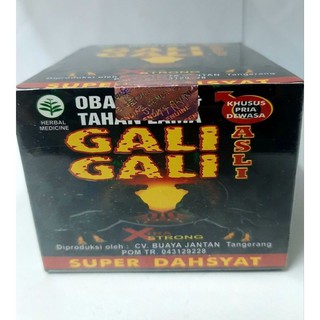 HERBAL
MEDICINE
OBA
TAHAN LAMA
KHUSUS
PRIA
DEWASA
GALI
GALI
ASLI
STRONG
Diproduksi oleh : CV. BUAYA JANTAN Tangerang
POM TR. 043129228
SUPER DAHSYAT